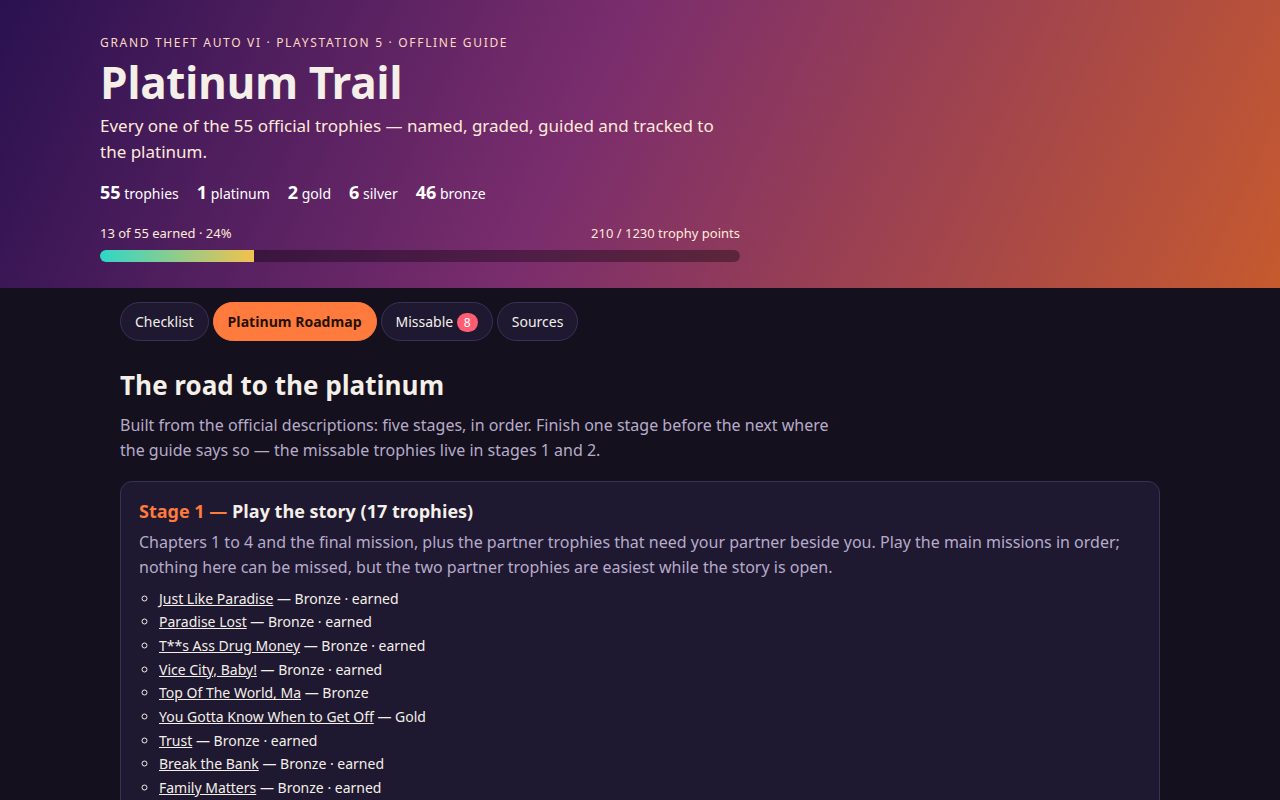 GRAND THEFT AUTO VI · PLAYSTATION 5 · OFFLINE GUIDE
Platinum Trail
Every one of the 55 official trophies — named, graded, guided and tracked to
the platinum.
55 trophies 1 platinum 2 gold 6 silver 46 bronze
13 of 55 earned · 24% 210 / 1230 trophy points
Checklist Platinum Roadmap Missable 8 Sources
The road to the platinum
Built from the official descriptions: five stages, in order. Finish one stage before the next where
the guide says so — the missable trophies live in stages 1 and 2.
Stage 1 — Play the story (17 trophies)
Chapters 1 to 4 and the final mission, plus the partner trophies that need your partner beside you. Play the main missions in order;
nothing here can be missed, but the two partner trophies are easiest while the story is open.
Just Like Paradise — Bronze · earned
Paradise Lost — Bronze · earned
T**s Ass Drug Money — Bronze · earned
Vice City, Baby! — Bronze · earned
Top Of The World, Ma — Bronze
You Gotta Know When to Get Off — Gold
Trust — Bronze · earned
Break the Bank — Bronze · earned
Family Matters — Bronze · earned